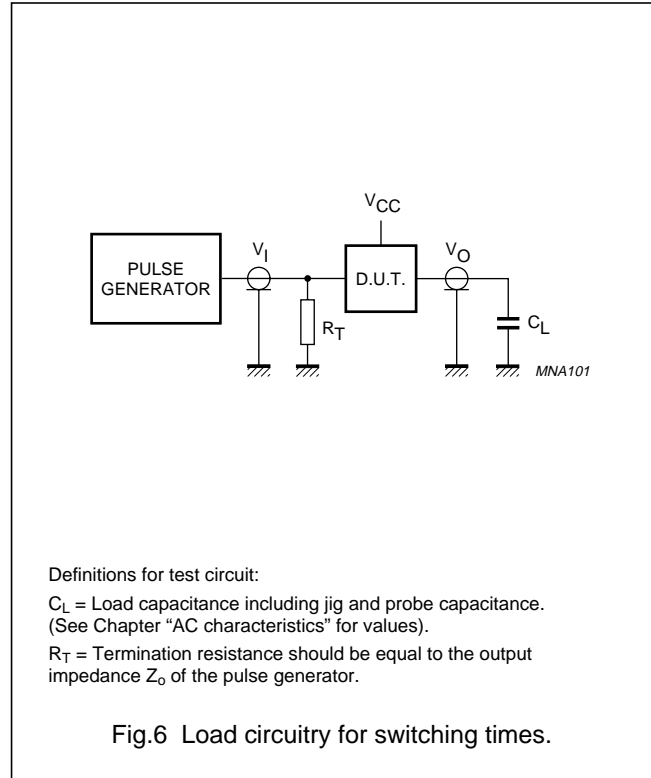 V_CC
V_I
V_O
PULSE
GENERATOR
D.U.T.
R_T
C_L
MNA101
Definitions for test circuit:
C_L = Load capacitance including jig and probe capacitance.
(See Chapter “AC characteristics” for values).
R_T = Termination resistance should be equal to the output
impedance Z_o of the pulse generator.
Fig.6 Load circuitry for switching times.